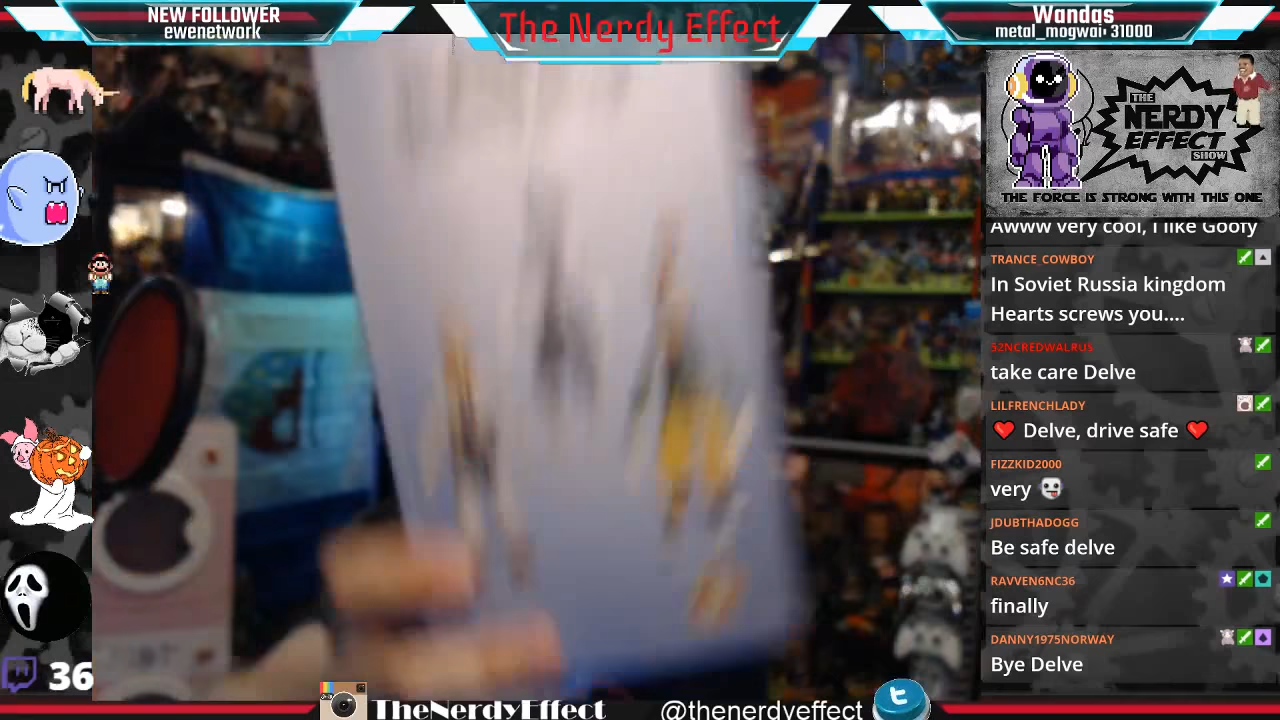 NEW FOLLOWER
ewenetwork
The Nerdy Effect
Wandas
metal_mogwai: 31000
THE
NERDY
EFFECT
SHOW
THE FORCE IS STRONG WITH THIS ONE
Awww very cool, I like Goofy
TRANCE_COWBOY
In Soviet Russia kingdom
Hearts screws you....
52NCREDWALRUS
take care Delve
LILFRENCHLADY
❤️ Delve, drive safe ❤️
FIZZKID2000
very 👻
JDUBTHADOGG
Be safe delve
RAVVEN6NC36
finally
DANNY1975NORWAY
Bye Delve
36
TheNerdyEffect
@thenerdyeffect